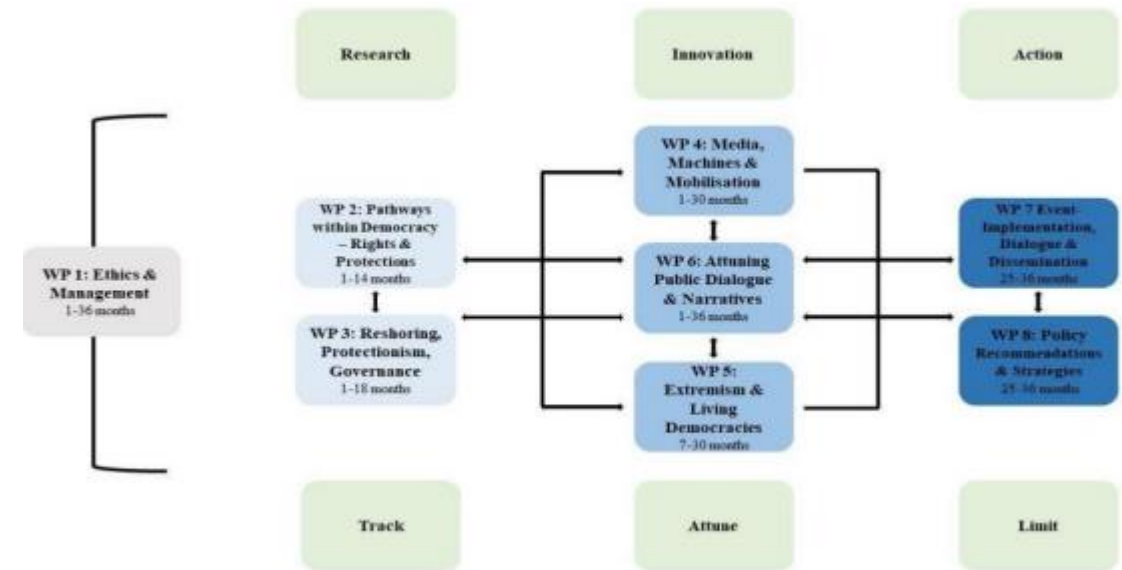 Research
Innovation
Action
WP 4: Media,
Machines &
Mobilisation
1-30 months
WP 2: Pathways
within Democracy
– Rights &
Protections
1-14 months
WP 7 Event
Implementation,
Dialogue &
Dissemination
25-36 months
WP 1: Ethics &
Management
1-36 months
WP 6: Attuning
Public Dialogue
& Narratives
1-36 months
WP 3: Reshoring,
Protectionism,
Governance
1-18 months
WP 8: Policy
Recommendations
& Strategies
25-36 months
WP 5:
Extremism &
Living
Democracies
7-30 months
Track
Attune
Limit